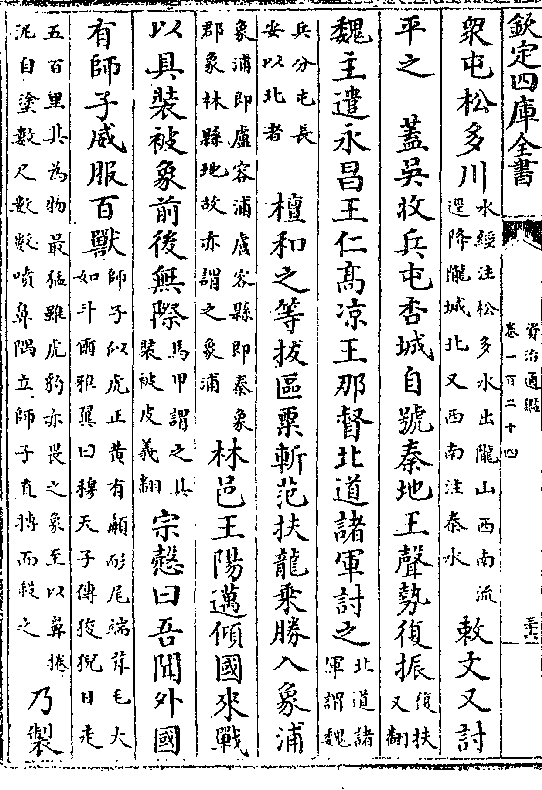 欽定四庫全書
資治通鑑
卷一百二十四
衆屯松多川水經注松多水出隴山西南流逕降隴城北又西南注秦水敕文又討
平之　蓋吳收兵屯杏城自號秦地王聲勢復振復扶又翻
魏主遣永昌王仁髙凉王那督北道諸軍討之北道諸軍謂魏
兵分屯長安以北者　檀和之等拔區粟斬范扶龍乘勝入象浦
象浦即盧容浦盧容縣即秦象郡象林縣地故亦謂之象浦林邑王陽邁傾國來戰
以具裝被象前後無際馬甲謂之具裝被皮義翻宗慤曰吾聞外國
有師子威服百獸師子似虎正黄有髯耏尾端茸毛大如斗爾雅翼曰穆天子傳狻猊日走
五百里其為物最猛雖虎豹亦畏之象至以鼻捲泥自塗數尺數數噴鼻隅立師子直搏而殺之乃製